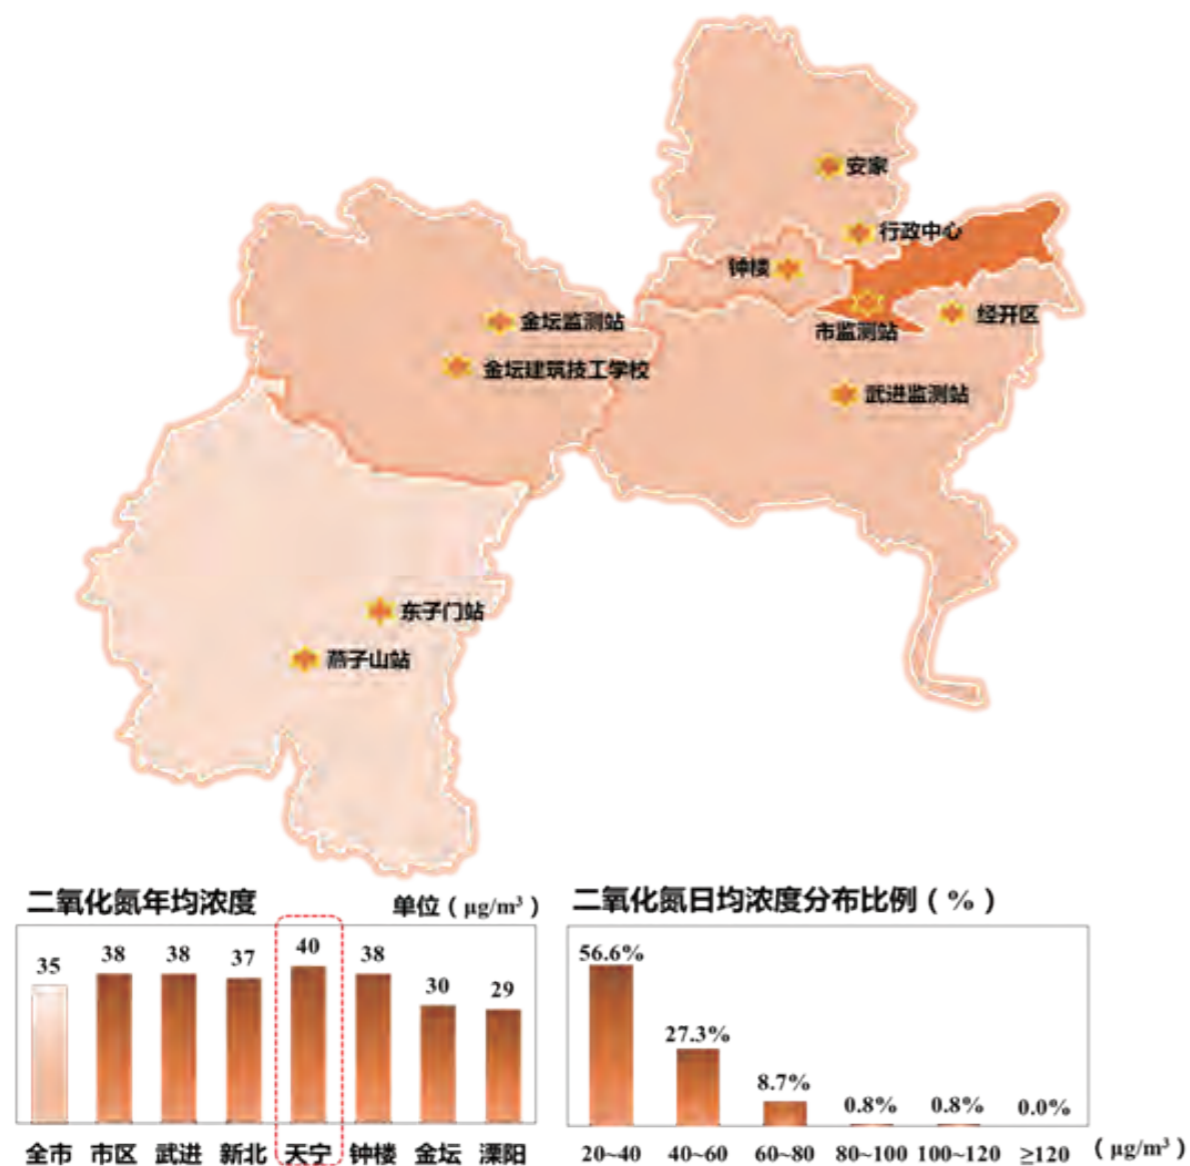 安家
行政中心
钟楼
经开区
金坛监测站
市监测站
金坛建筑技工学校
武进监测站
东子门站
燕子山站
二氧化氮年均浓度
单位（μg/m³）
35
38
38
37
40
38
30
29
全市
市区
武进
新北
天宁
钟楼
金坛
溧阳
二氧化氮日均浓度分布比例（%）
56.6%
27.3%
8.7%
0.8%
0.8%
0.0%
20~40
40~60
60~80
80~100
100~120
≥120
（μg/m³）